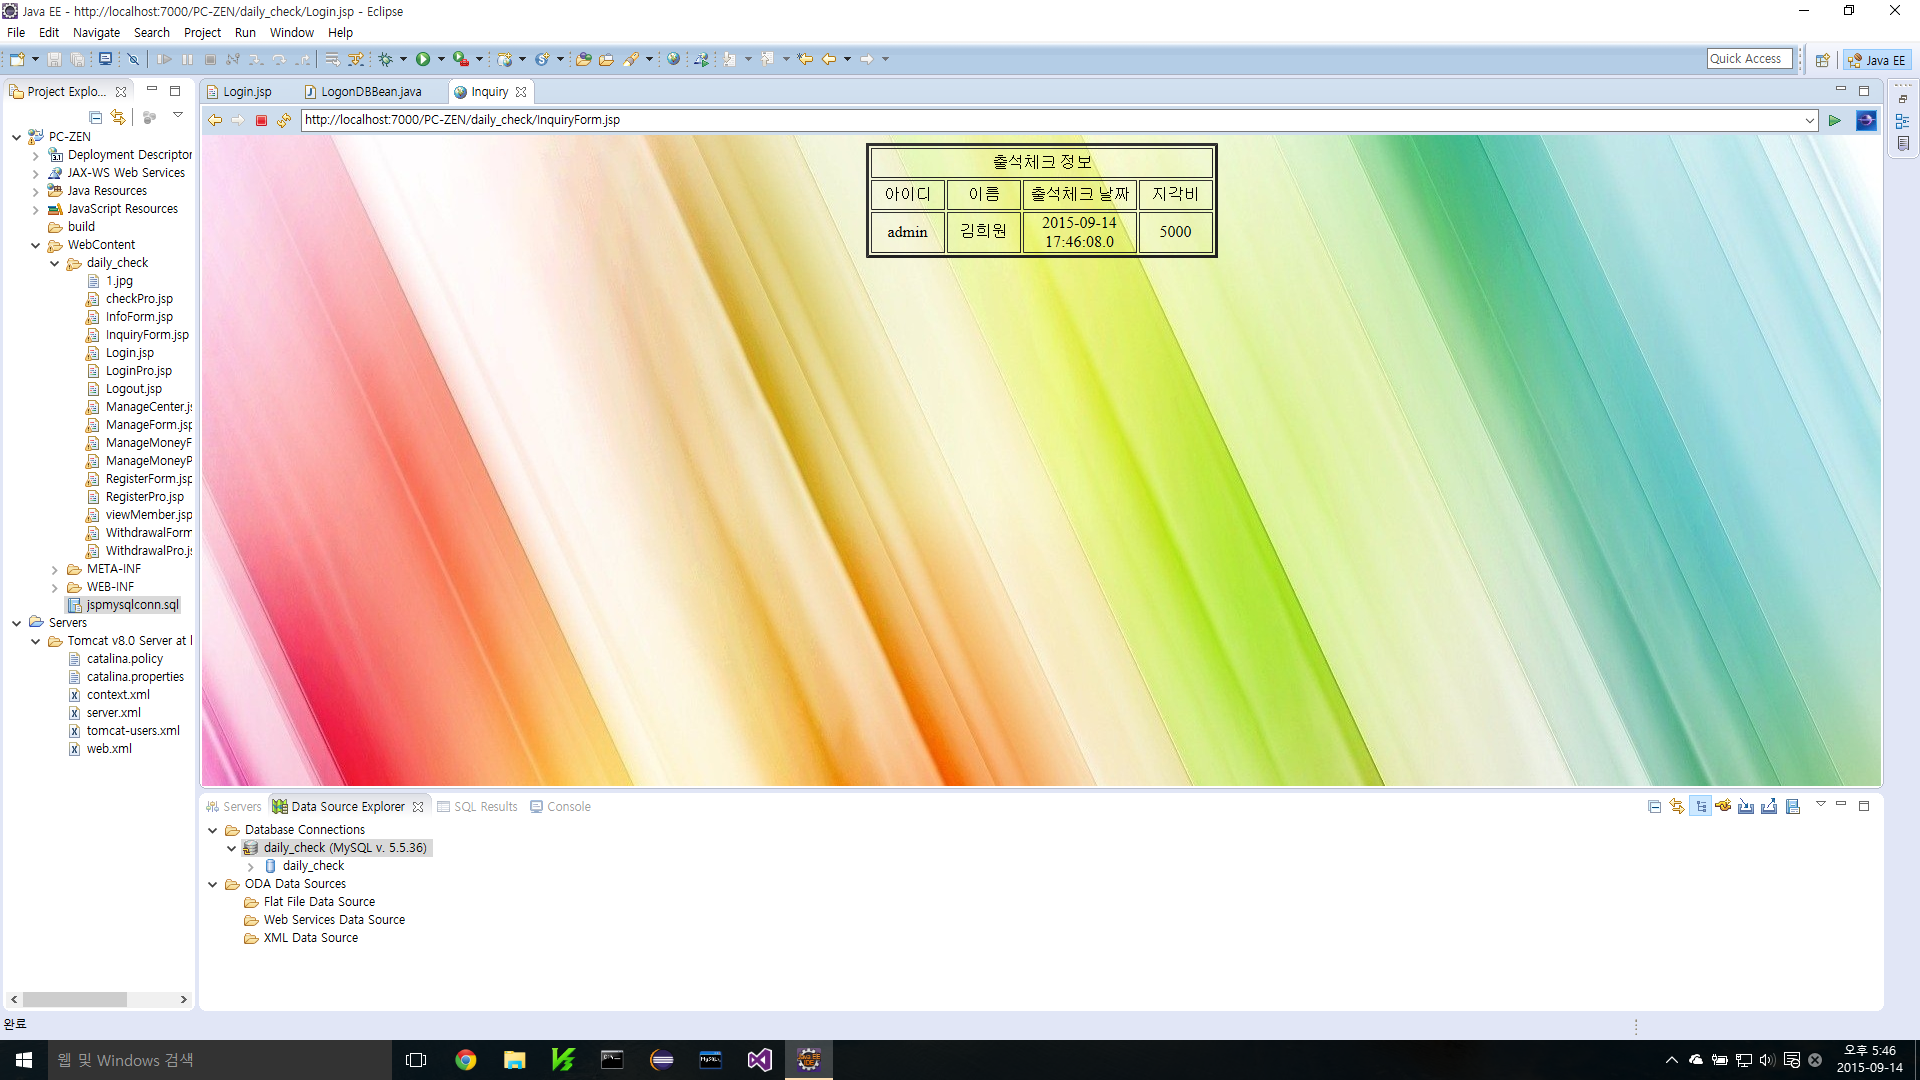 Java EE - http://localhost:7000/PC-ZEN/daily_check/Login.jsp - Eclipse
File Edit Navigate Search Project Run Window Help
Quick Access
Java EE
Project Explo...
PC-ZEN
Deployment Descriptor
JAX-WS Web Services
Java Resources
JavaScript Resources
build
WebContent
daily_check
1.jpg
checkPro.jsp
InfoForm.jsp
InquiryForm.jsp
Login.jsp
LoginPro.jsp
Logout.jsp
ManageCenter.js
ManageForm.jsp
ManageMoneyF
ManageMoneyP
RegisterForm.jsp
RegisterPro.jsp
viewMember.jsp
WithdrawalForm
WithdrawalPro.js
META-INF
WEB-INF
jspmysqlconn.sql
Servers
Tomcat v8.0 Server at l
catalina.policy
catalina.properties
context.xml
server.xml
tomcat-users.xml
web.xml
Login.jsp LogonDBBean.java Inquiry
http://localhost:7000/PC-ZEN/daily_check/InquiryForm.jsp
출석체크 정보
아이디 이름 출석체크 날짜 지각비
admin 김희원 2015-09-14 17:46:08.0 5000
Servers Data Source Explorer SQL Results Console
Database Connections
daily_check (MySQL v. 5.5.36)
daily_check
ODA Data Sources
Flat File Data Source
Web Services Data Source
XML Data Source
완료
웹 및 Windows 검색
오후 5:46
2015-09-14